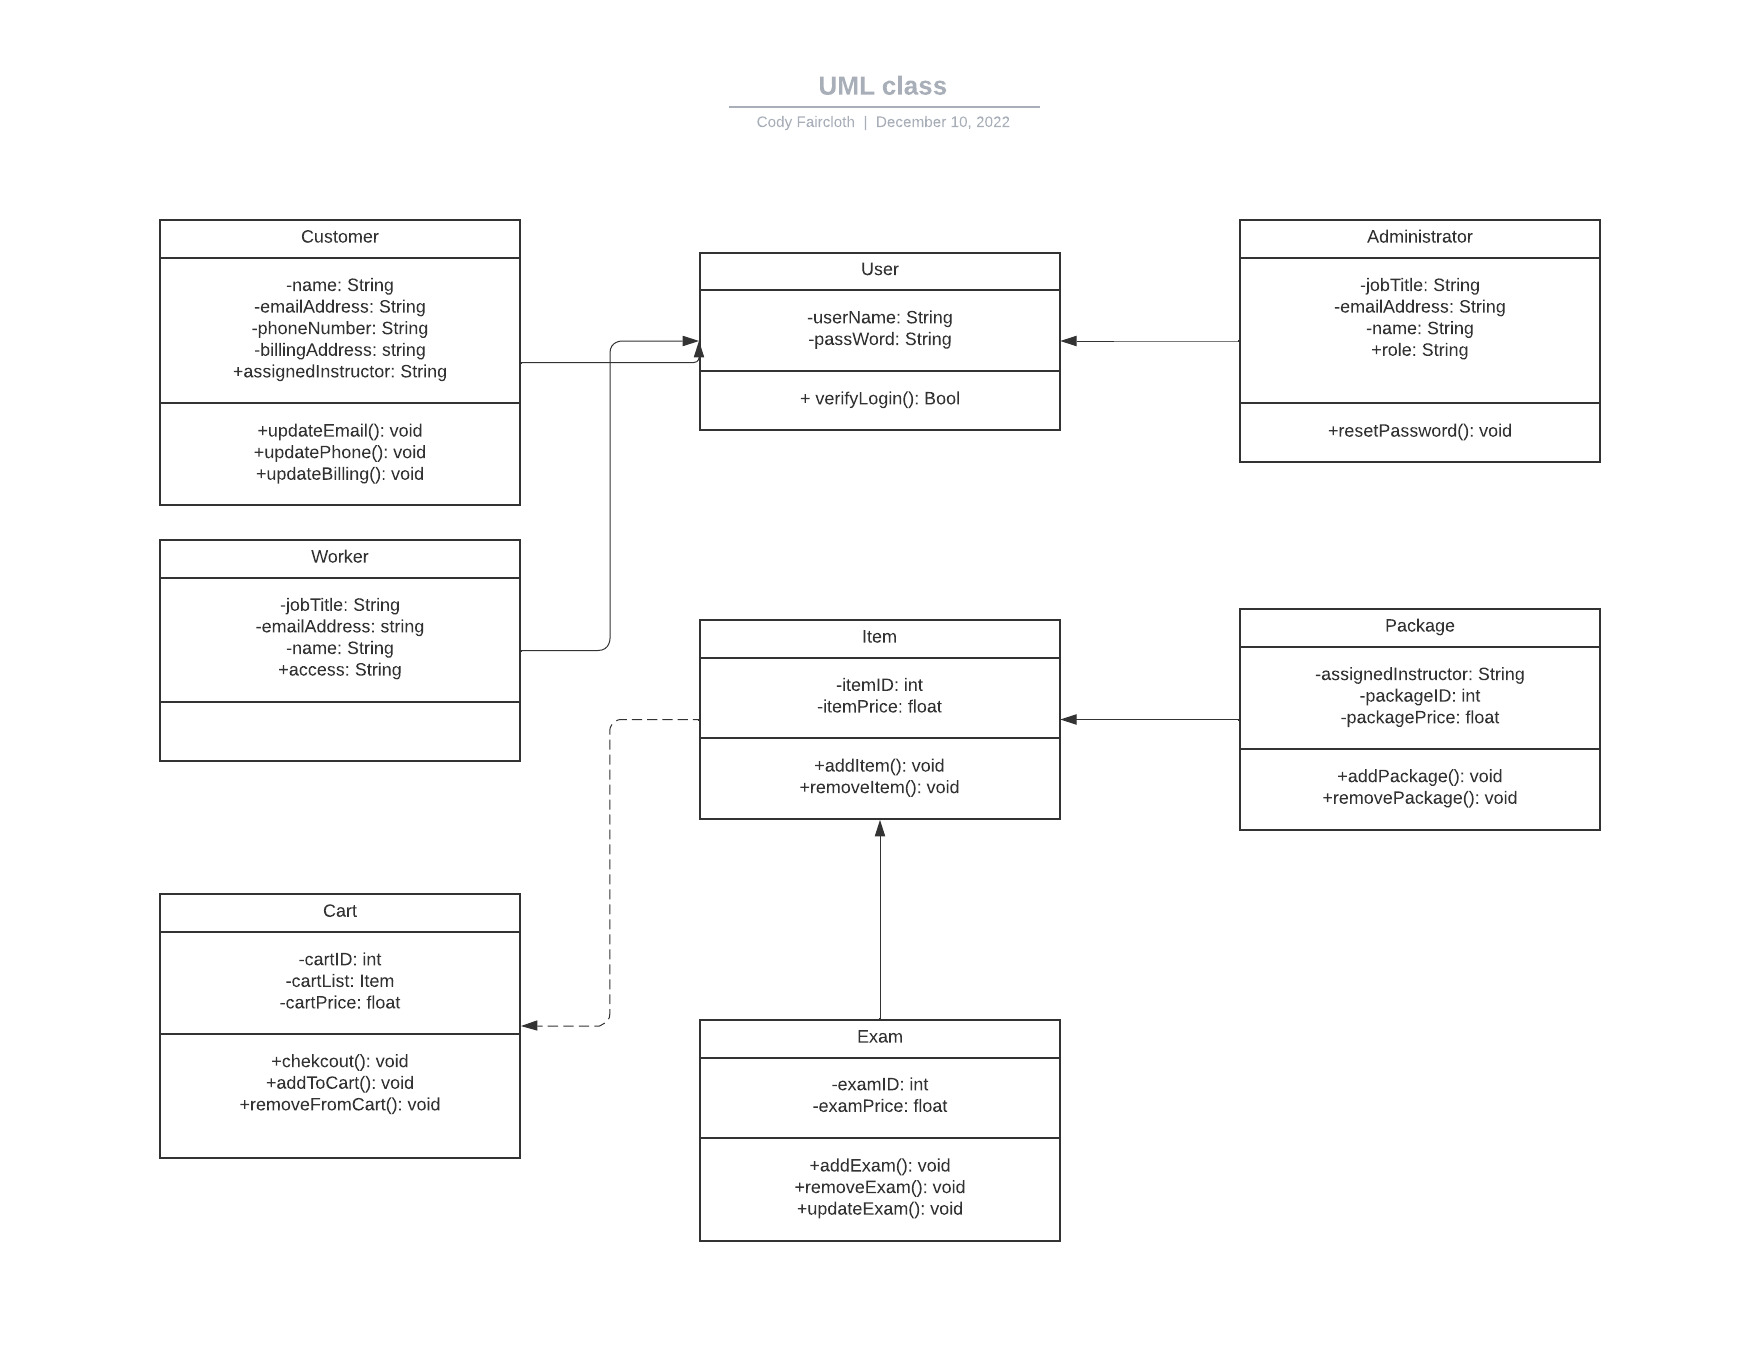 UML class
Cody Faircloth | December 10, 2022
Customer
-name: String
-emailAddress: String
-phoneNumber: String
-billingAddress: string
+assignedInstructor: String
+updateEmail(): void
+updatePhone(): void
+updateBilling(): void
User
-userName: String
-passWord: String
+ verifyLogin(): Bool
Administrator
-jobTitle: String
-emailAddress: String
-name: String
+role: String
+resetPassword(): void
Worker
-jobTitle: String
-emailAddress: string
-name: String
+access: String
Item
-itemID: int
-itemPrice: float
+addItem(): void
+removeItem(): void
Package
-assignedInstructor: String
-packageID: int
-packagePrice: float
+addPackage(): void
+removePackage(): void
Cart
-cartID: int
-cartList: Item
-cartPrice: float
+chekcout(): void
+addToCart(): void
+removeFromCart(): void
Exam
-examID: int
-examPrice: float
+addExam(): void
+removeExam(): void
+updateExam(): void